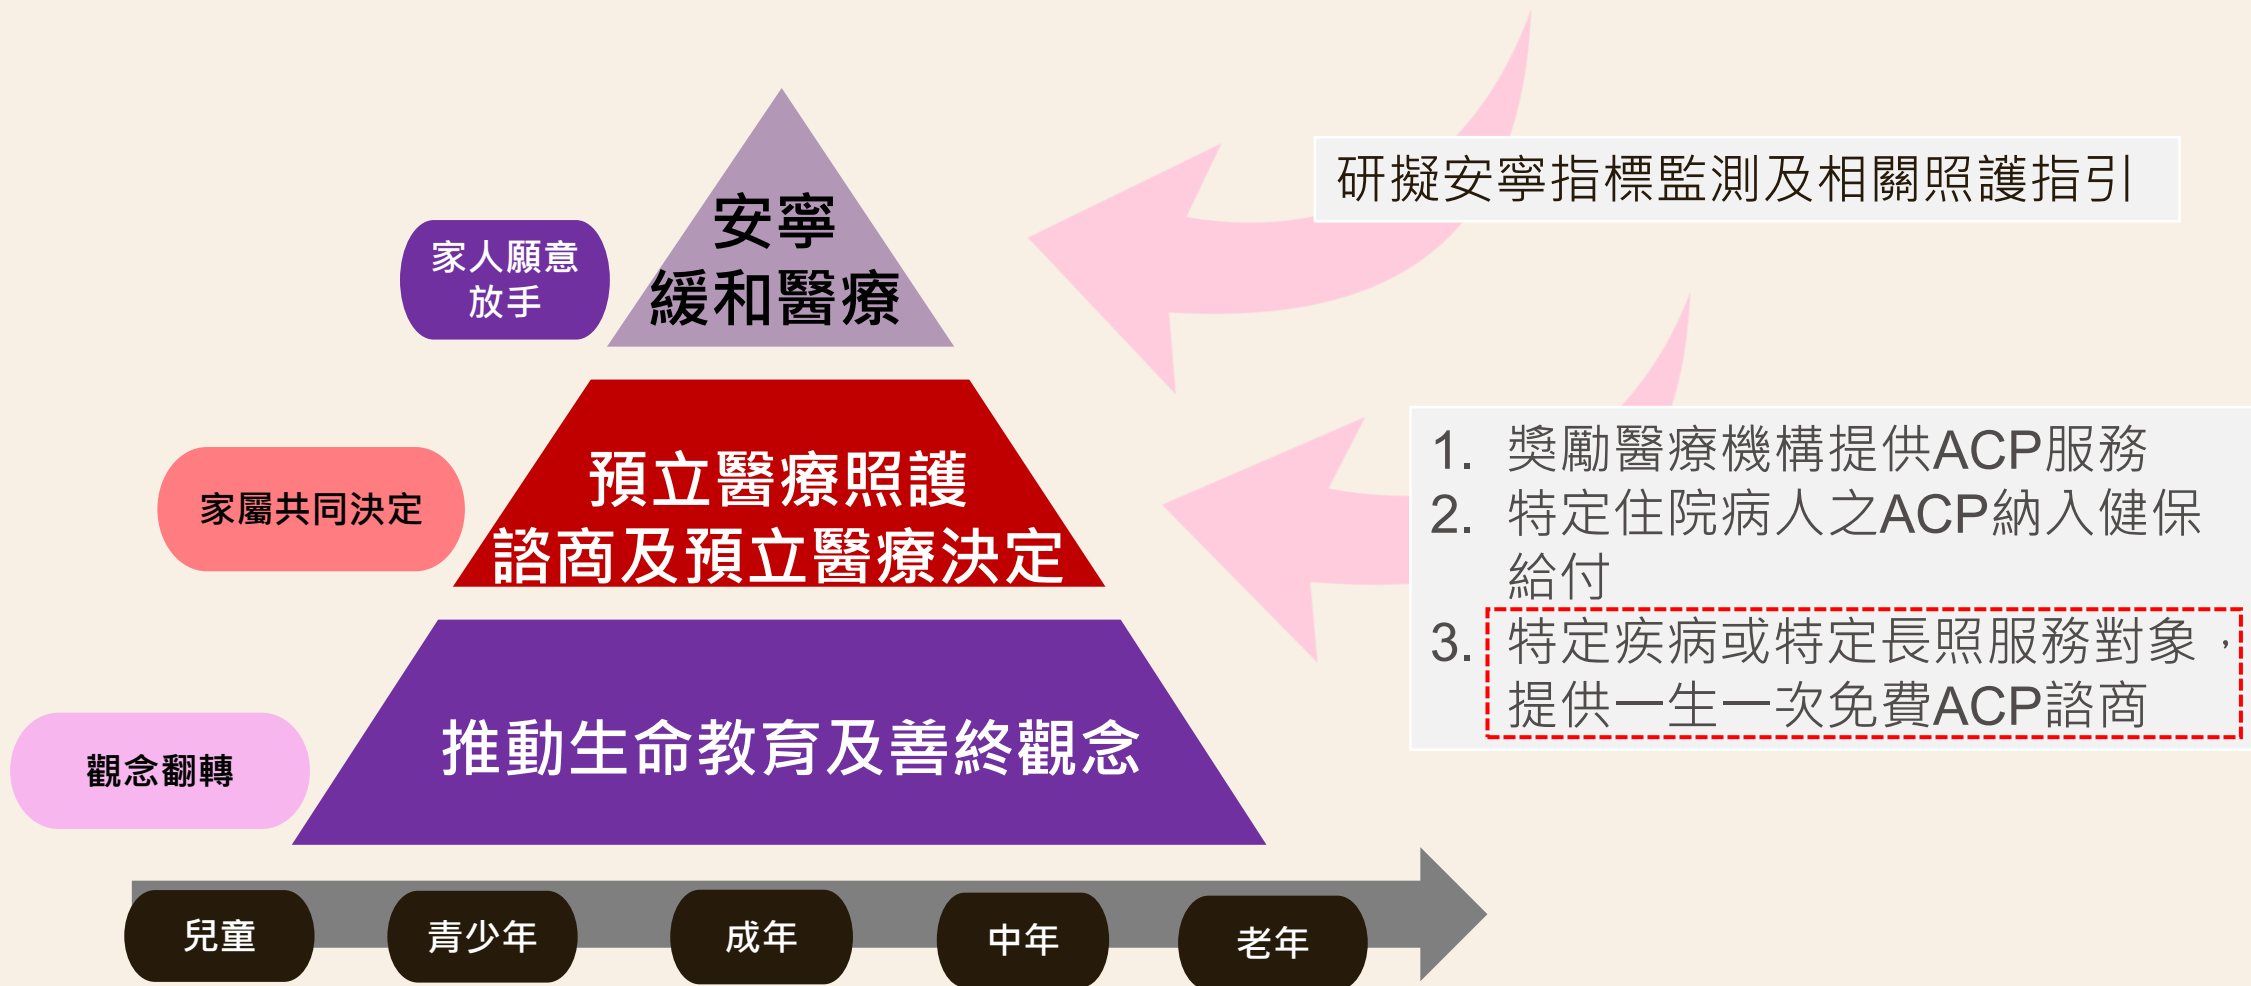 安寧
緩和醫療
家人願意
放手
研擬安寧指標監測及相關照護指引
預立醫療照護
諮商及預立醫療決定
家屬共同決定
1. 獎勵醫療機構提供ACP服務
2. 特定住院病人之ACP納入健保
給付
3. 特定疾病或特定長照服務對象，
提供一生一次免費ACP諮商
推動生命教育及善終觀念
觀念翻轉
兒童
青少年
成年
中年
老年